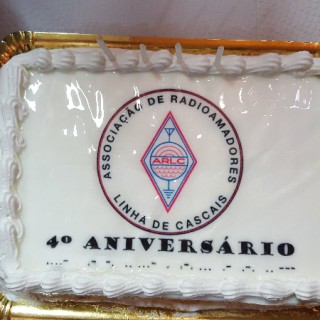 ASSOCIAÇÃO DE RADIOAMADORES
ARLC
LINHA DE CASCAIS
4º ANIVERSÁRIO